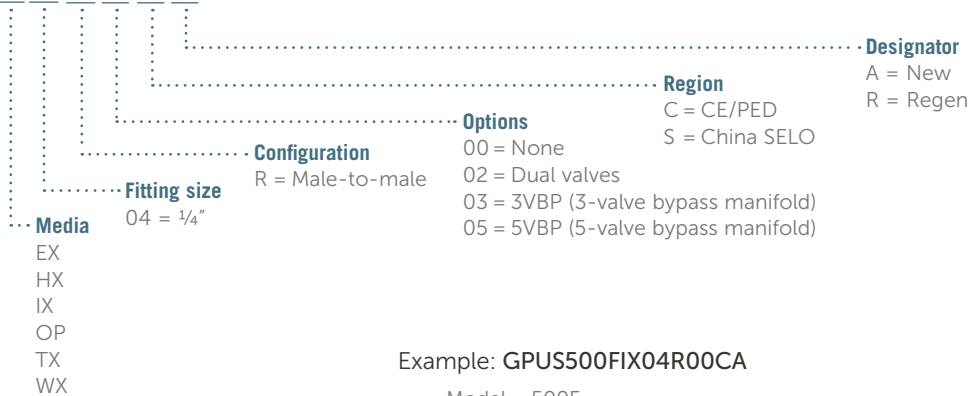 Designator
A = New
R = Regen
Region
C = CE/PED
S = China SELO
Options
00 = None
02 = Dual valves
03 = 3VBP (3-valve bypass manifold)
05 = 5VBP (5-valve bypass manifold)
Configuration
R = Male-to-male
Fitting size
04 = ¼"
Media
EX
HX
IX
OP
TX
WX
Example: GPUS500FIX04R00CA